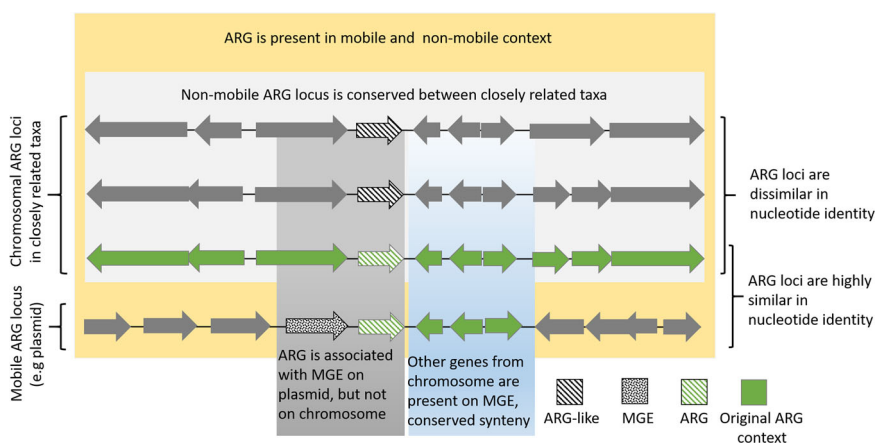 ARG is present in mobile and non-mobile context
Non-mobile ARG locus is conserved between closely related taxa
Chromosomal ARG loci
in closely related taxa
Mobile ARG locus
(e.g plasmid)
ARG loci are
dissimilar in
nucleotide identity
ARG loci are highly
similar in
nucleotide identity
ARG is associated
with MGE on
plasmid, but not
on chromosome
Other genes from
chromosome are
present on MGE,
conserved synteny
ARG-like
MGE
ARG
Original ARG
context